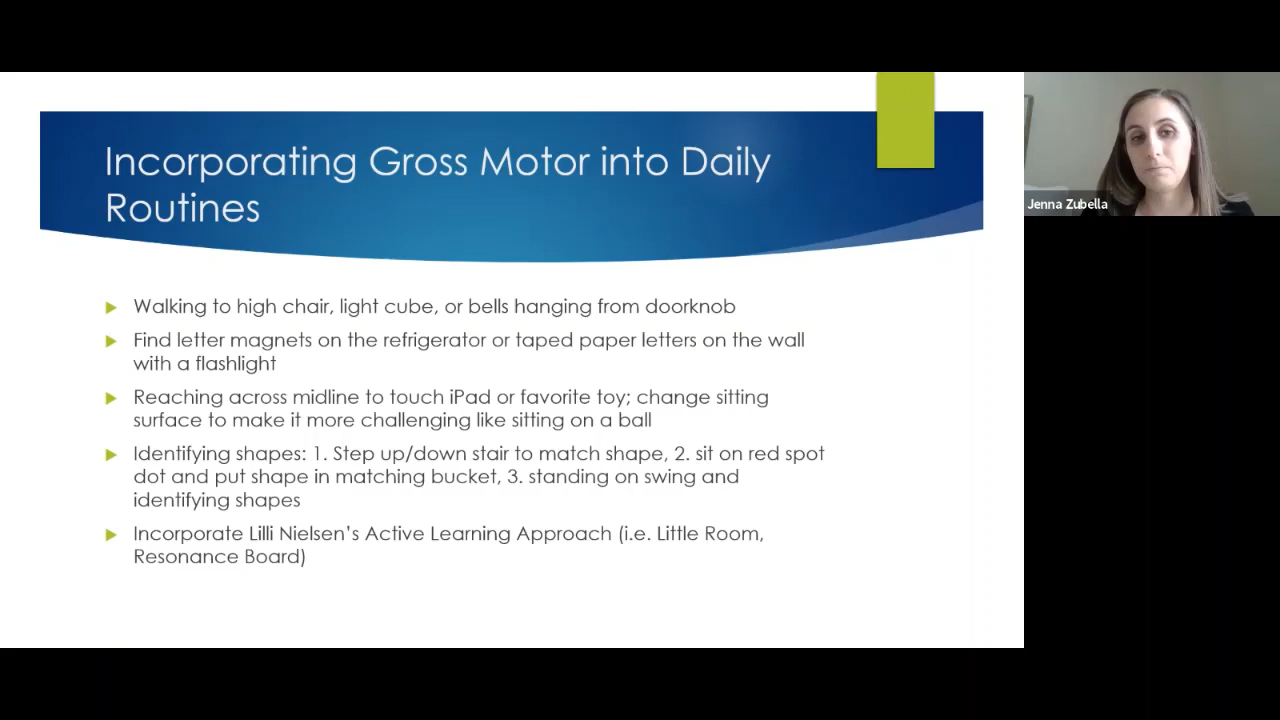 Incorporating Gross Motor into Daily
Routines
Walking to high chair, light cube, or bells hanging from doorknob
Find letter magnets on the refrigerator or taped paper letters on the wall
with a flashlight
Reaching across midline to touch iPad or favorite toy; change sitting
surface to make it more challenging like sitting on a ball
Identifying shapes: 1. Step up/down stair to match shape, 2. sit on red spot
dot and put shape in matching bucket, 3. standing on swing and
identifying shapes
Incorporate Lilli Nielsen’s Active Learning Approach (i.e. Little Room,
Resonance Board)
Jenna Zubella